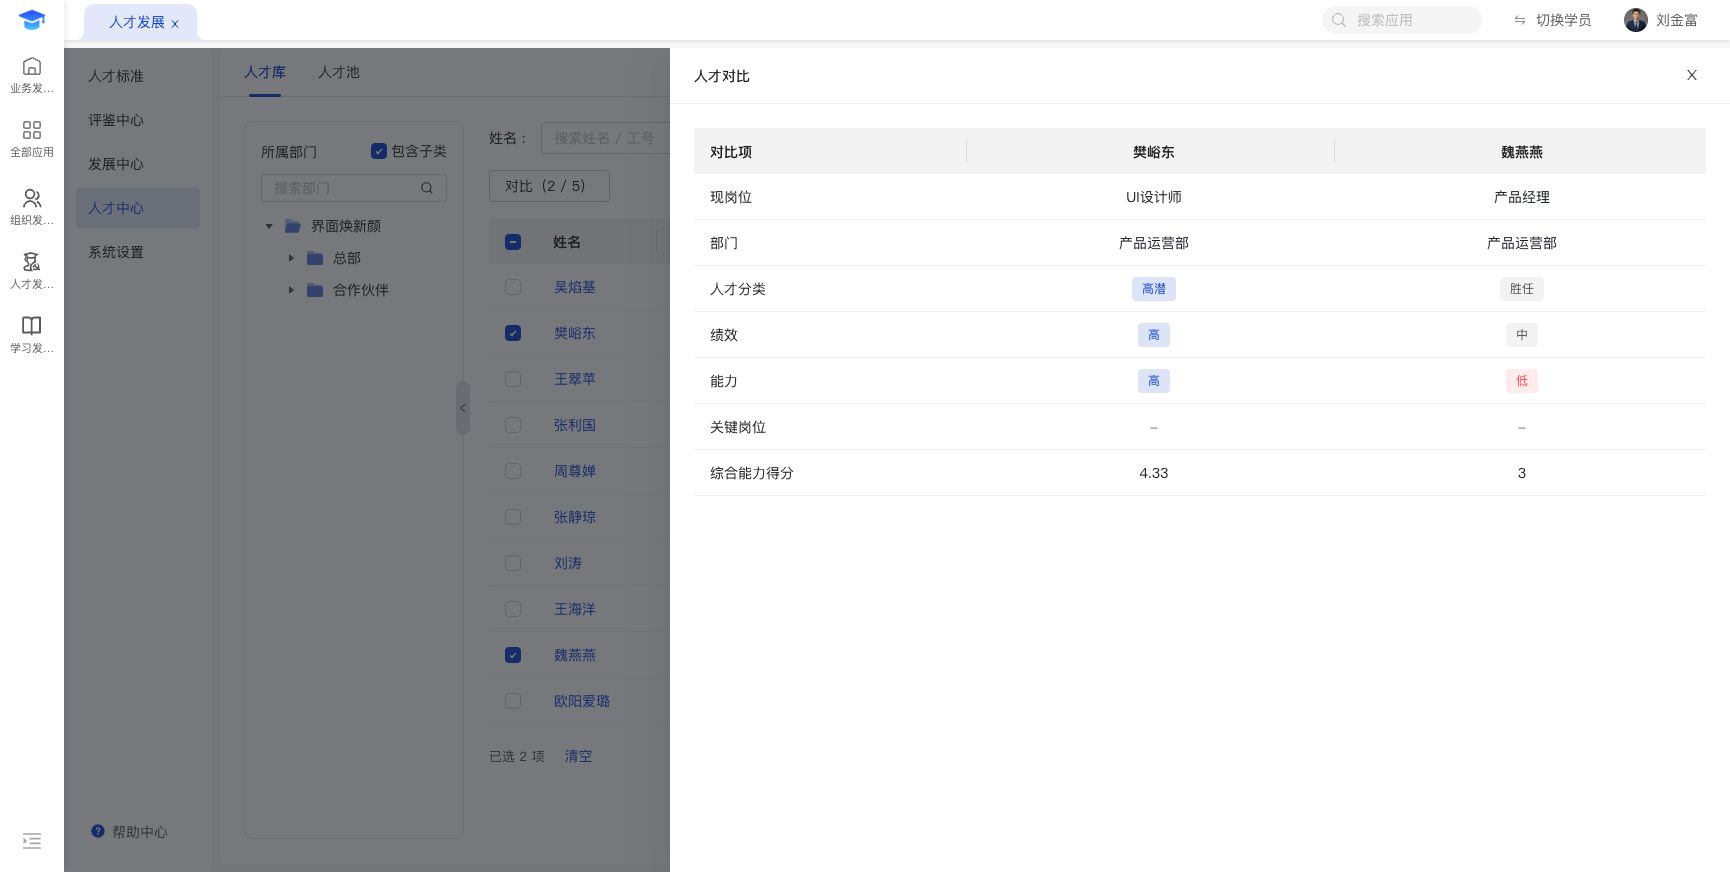 人才发展 x
搜索应用
切换学员
刘金富
业务发...
全部应用
组织发...
人才发...
学习发...
人才标准
评鉴中心
发展中心
人才中心
系统设置
帮助中心
人才库 人才池
所属部门 包含子类
搜索部门
界面焕新颜
总部
合作伙伴
姓名：
搜索姓名 / 工号
对比（2 / 5）
姓名
吴焰基
樊峪东
王翠苹
张利国
周尊婵
张静琼
刘涛
王海洋
魏燕燕
欧阳爱璐
已选 2 项 清空
人才对比 X
对比项 樊峪东 魏燕燕
现岗位 UI设计师 产品经理
部门 产品运营部 产品运营部
人才分类 高潜 胜任
绩效 高 中
能力 高 低
关键岗位 – –
综合能力得分 4.33 3